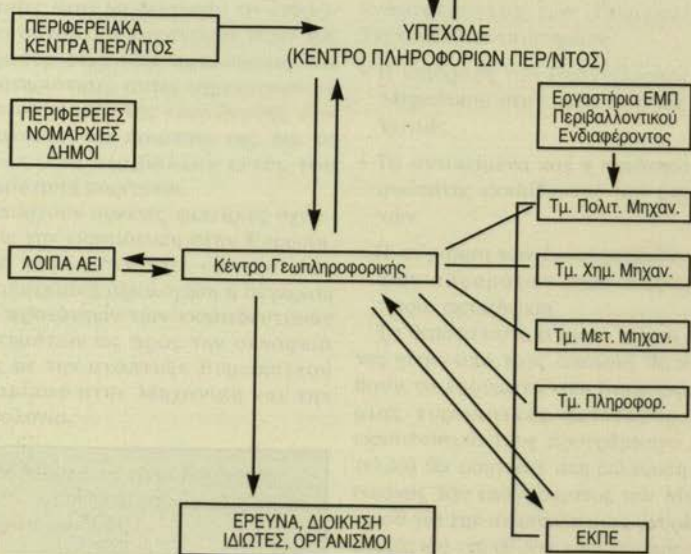 ΠΕΡΙΦΕΡΕΙΑΚΑ
ΚΕΝΤΡΑ ΠΕΡ/ΝΤΟΣ
ΥΠΕΧΩΔΕ
(ΚΕΝΤΡΟ ΠΛΗΡΟΦΟΡΙΩΝ ΠΕΡ/ΝΤΟΣ)
ΠΕΡΙΦΕΡΕΙΕΣ
ΝΟΜΑΡΧΙΕΣ
ΔΗΜΟΙ
Εργαστήρια ΕΜΠ
Περιβαλλοντικού
Ενδιαφέροντος
Τμ. Πολιτ. Μηχαν.
ΛΟΙΠΑ ΑΕΙ
Κέντρο Γεωπληροφορικής
Τμ. Χημ. Μηχαν.
Τμ. Μετ. Μηχαν.
Τμ. Πληροφορ.
ΕΡΕΥΝΑ, ΔΙΟΙΚΗΣΗ
ΙΔΙΩΤΕΣ, ΟΡΓΑΝΙΣΜΟΙ
ΕΚΠΕ